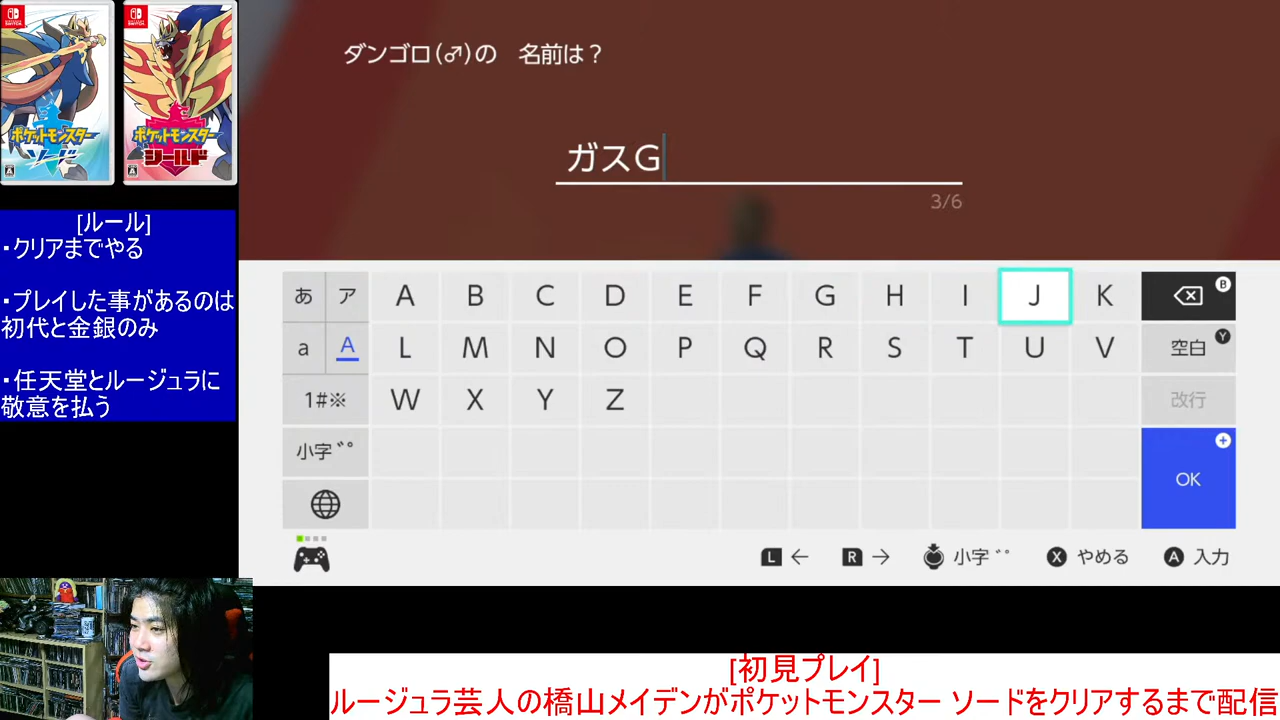 ポケットモンスター
ソード
ポケットモンスター
シールド
[ルール]
・クリアまでやる
・プレイした事があるのは
初代と金銀のみ
・任天堂とルージュラに
敬意を払う
ダンゴロ(♂)の 名前は?
ガスG
3/6
あ ア A B C D E F G H I J K B
a A L M N O P Q R S T U V 空白 Y
1#※ W X Y Z 改行
小字゛゜ +
OK
L ← R → 小字゛゜ X やめる A 入力
[初見プレイ]
ルージュラ芸人の橋山メイデンがポケットモンスター ソードをクリアするまで配信